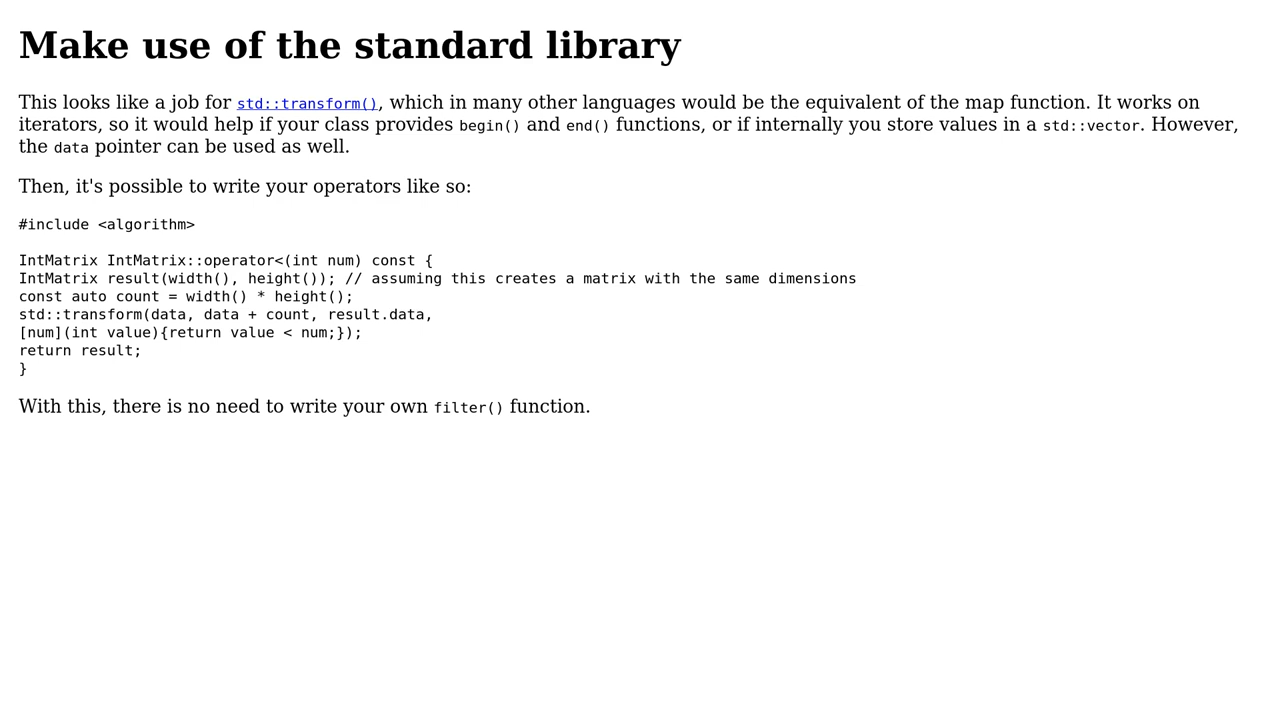 Make use of the standard library
This looks like a job for std::transform(), which in many other languages would be the equivalent of the map function. It works on
iterators, so it would help if your class provides begin() and end() functions, or if internally you store values in a std::vector. However,
the data pointer can be used as well.
Then, it's possible to write your operators like so:
#include <algorithm>
IntMatrix IntMatrix::operator<(int num) const {
IntMatrix result(width(), height()); // assuming this creates a matrix with the same dimensions
const auto count = width() * height();
std::transform(data, data + count, result.data,
[num](int value){return value < num;});
return result;
}
With this, there is no need to write your own filter() function.